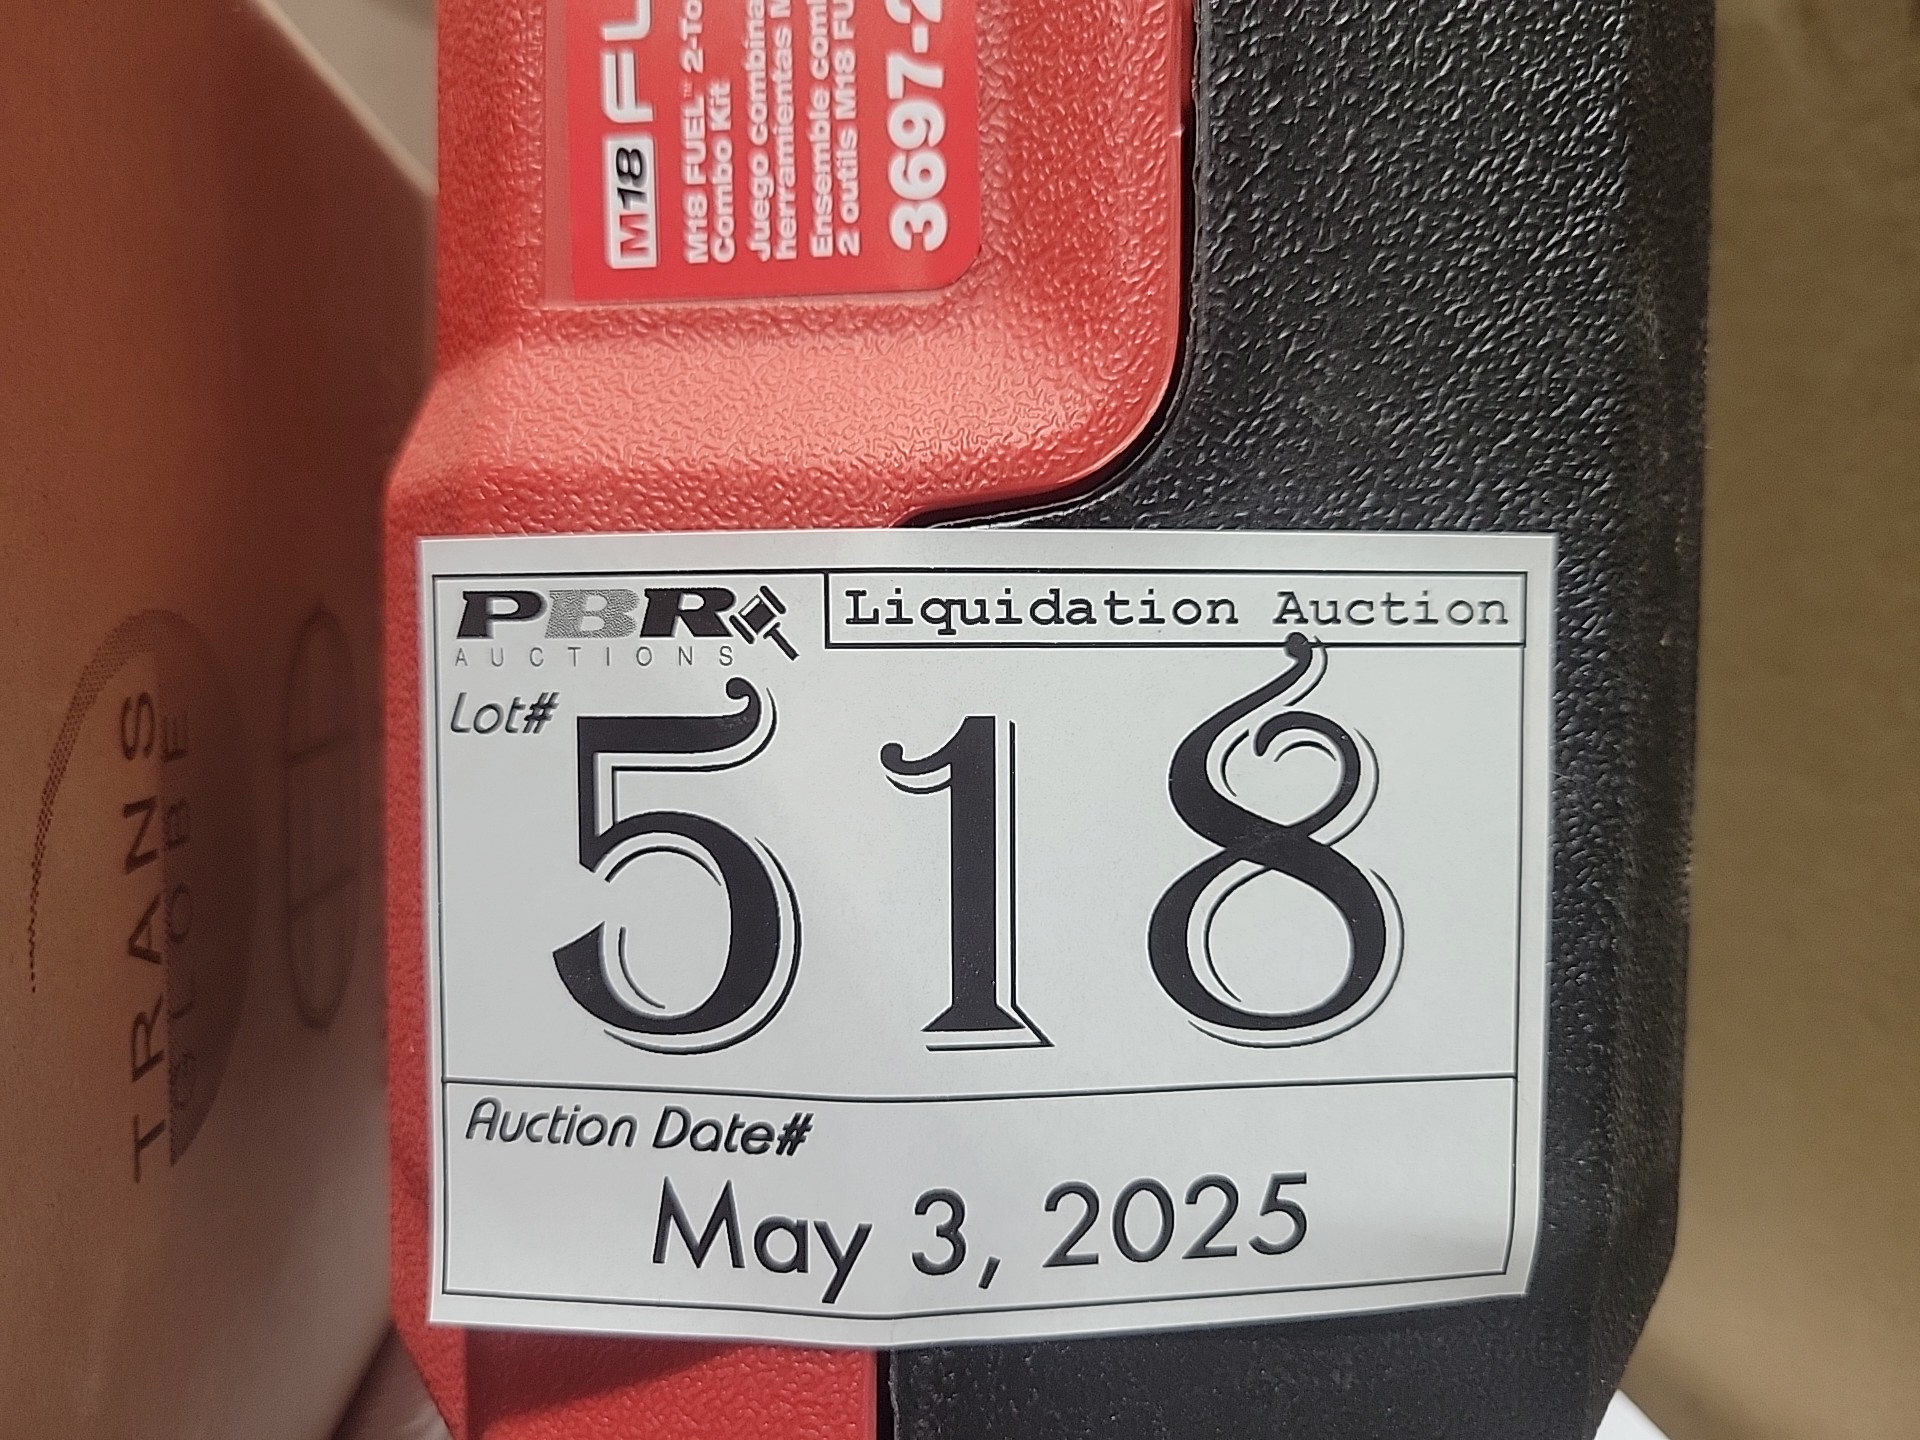 M18 FUEL™ 2-To
Combo Kit
Juego combina
herramientas M
Ensemble comb
2 outils M18 FU
3697-2
M18 FU
PBR
AUCTIONS
Liquidation Auction
Lot#
518
Auction Date#
May 3, 2025
TRANS
GLOBE